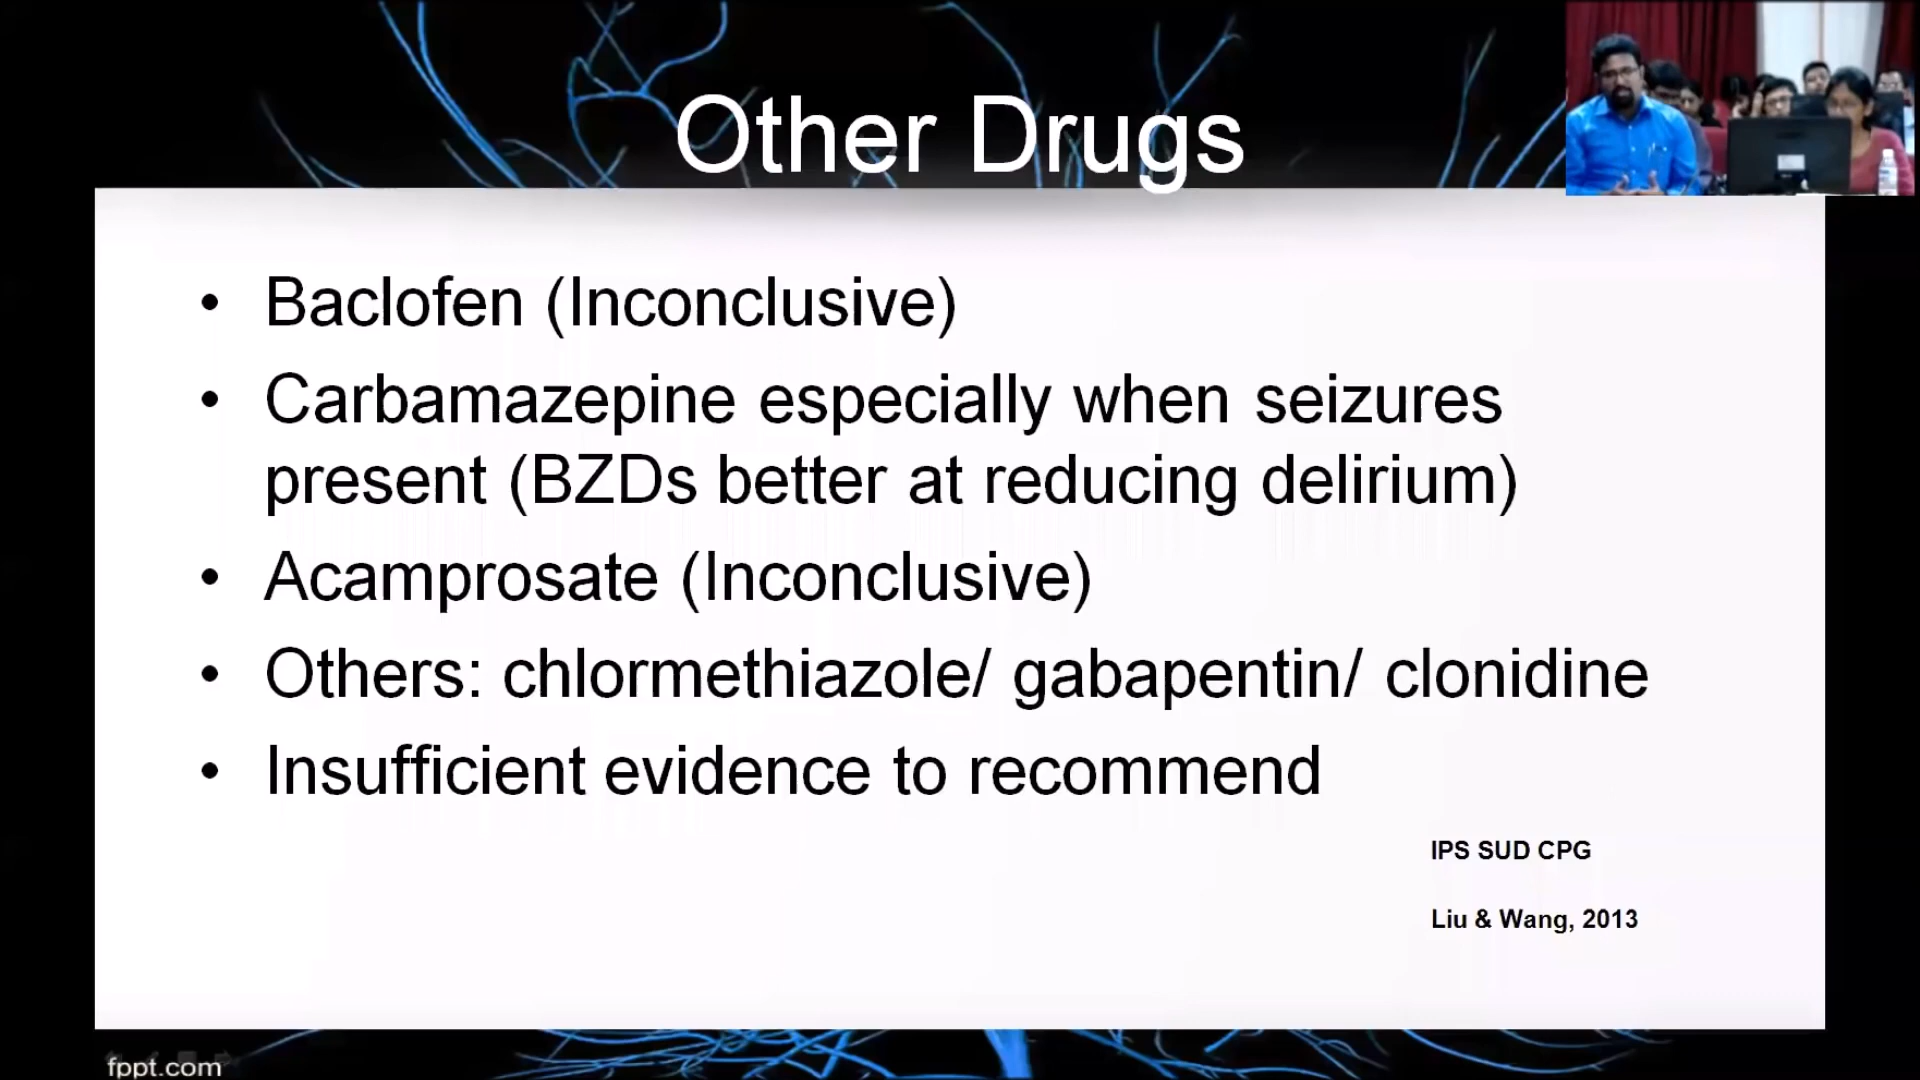 Other Drugs
• Baclofen (Inconclusive)
• Carbamazepine especially when seizures
present (BZDs better at reducing delirium)
• Acamprosate (Inconclusive)
• Others: chlormethiazole/ gabapentin/ clonidine
• Insufficient evidence to recommend
IPS SUD CPG
Liu & Wang, 2013
fppt.com